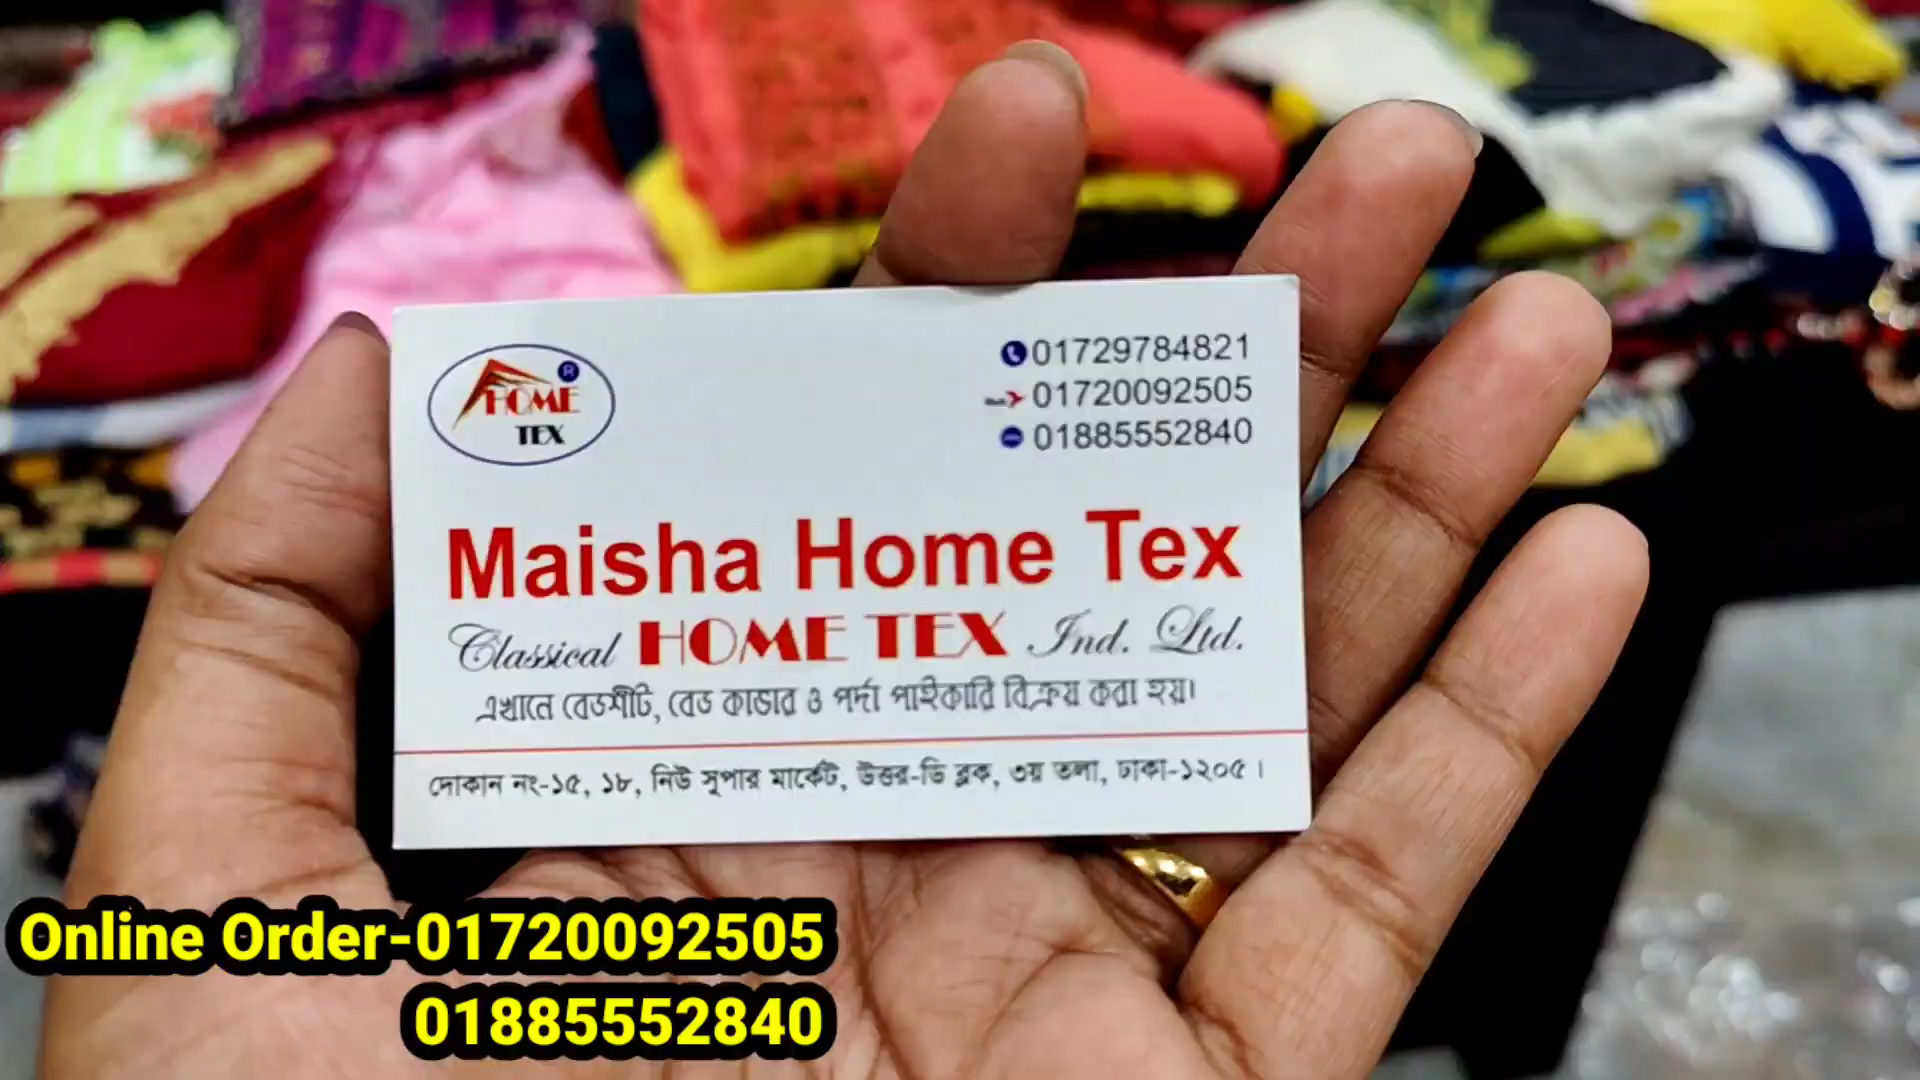 HOME
TEX
R
01729784821
01720092505
01885552840
Maisha Home Tex
Classical HOME TEX Ind. Ltd.
এখানে বেডশীট, বেড কাভার ও পর্দা পাইকারি বিক্রয় করা হয়।
দোকান নং-১৫, ১৮, নিউ সুপার মার্কেট, উত্তর-ডি ব্লক, ৩য় তলা, ঢাকা-১২০৫।
Online Order-01720092505
01885552840